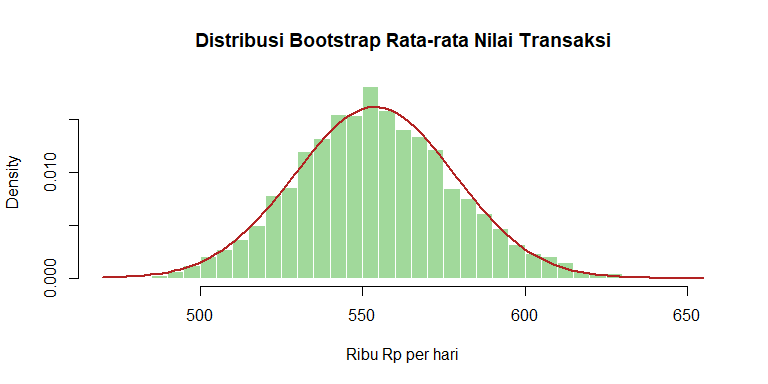 Distribusi Bootstrap Rata-rata Nilai Transaksi
Density
0.010
0.000
500 550 600 650
Ribu Rp per hari